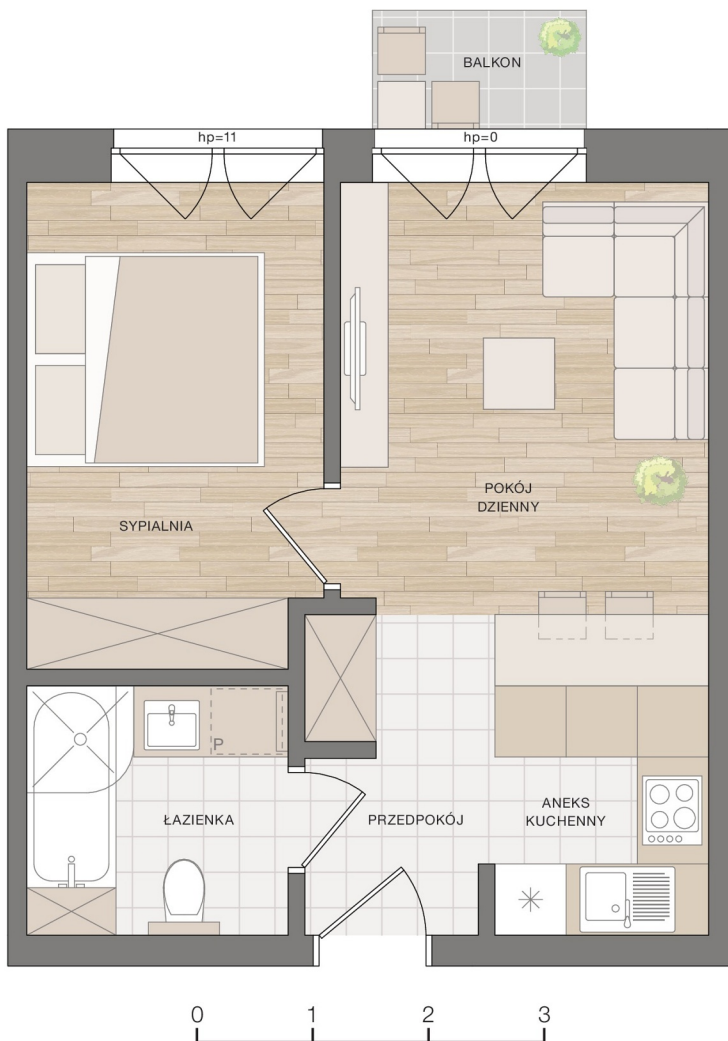 BALKON
hp=11
hp=0
POKÓJ
DZIENNY
SYPIALNIA
P
ŁAZIENKA
PRZEDPOKÓJ
ANEKS
KUCHENNY
0 1 2 3